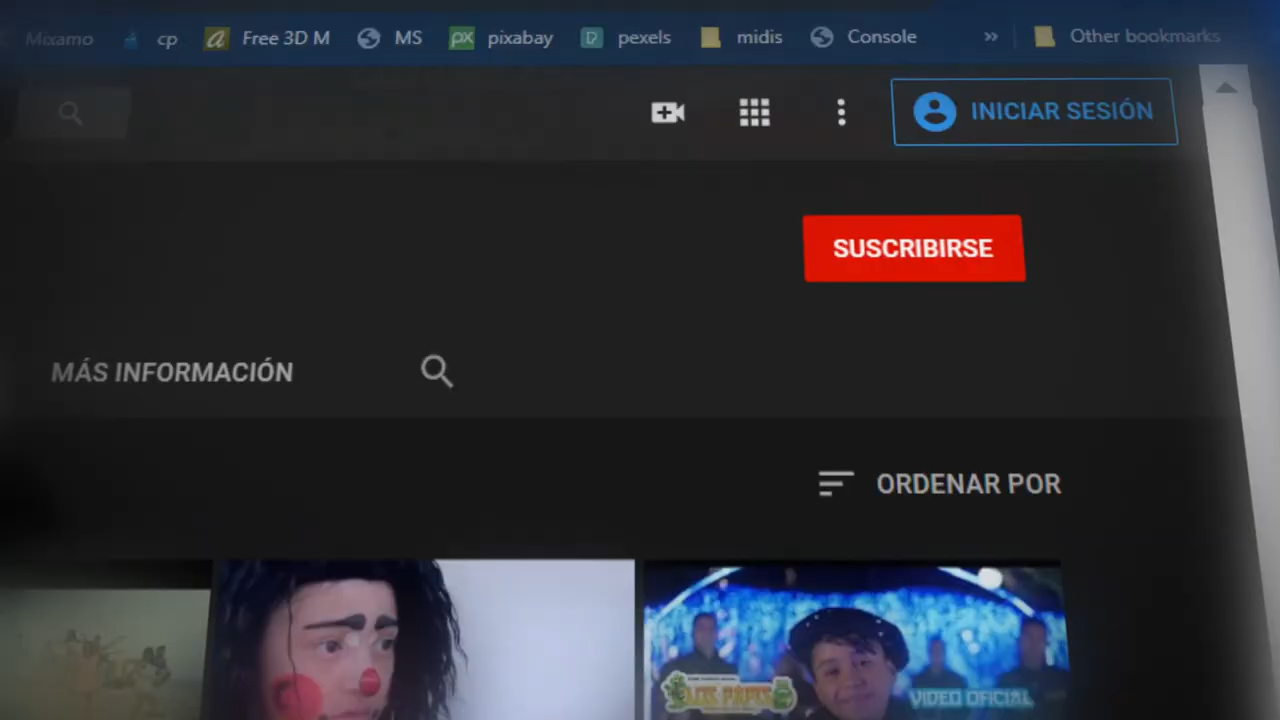 Mixamo cp Free 3D M MS px pixabay pexels midis Console » Other bookmarks
INICIAR SESIÓN
SUSCRIBIRSE
MÁS INFORMACIÓN
ORDENAR POR
VIDEO OFICIAL